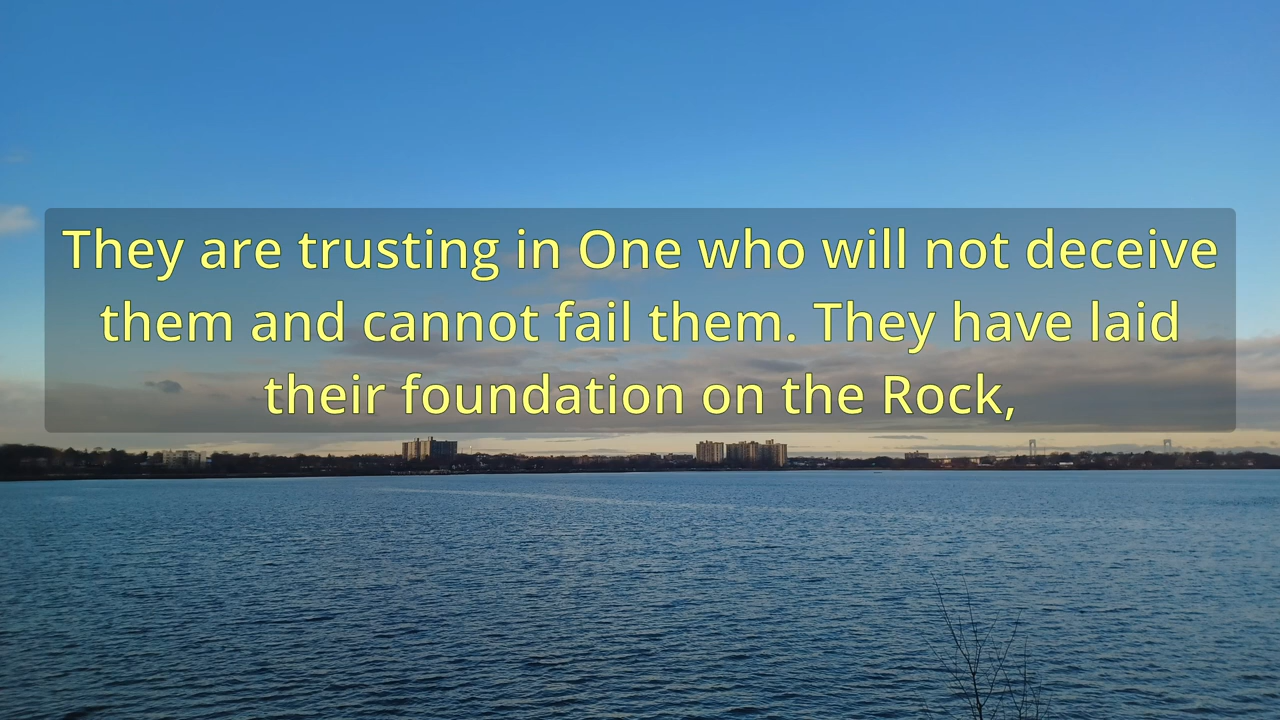 They are trusting in One who will not deceive
them and cannot fail them. They have laid
their foundation on the Rock,